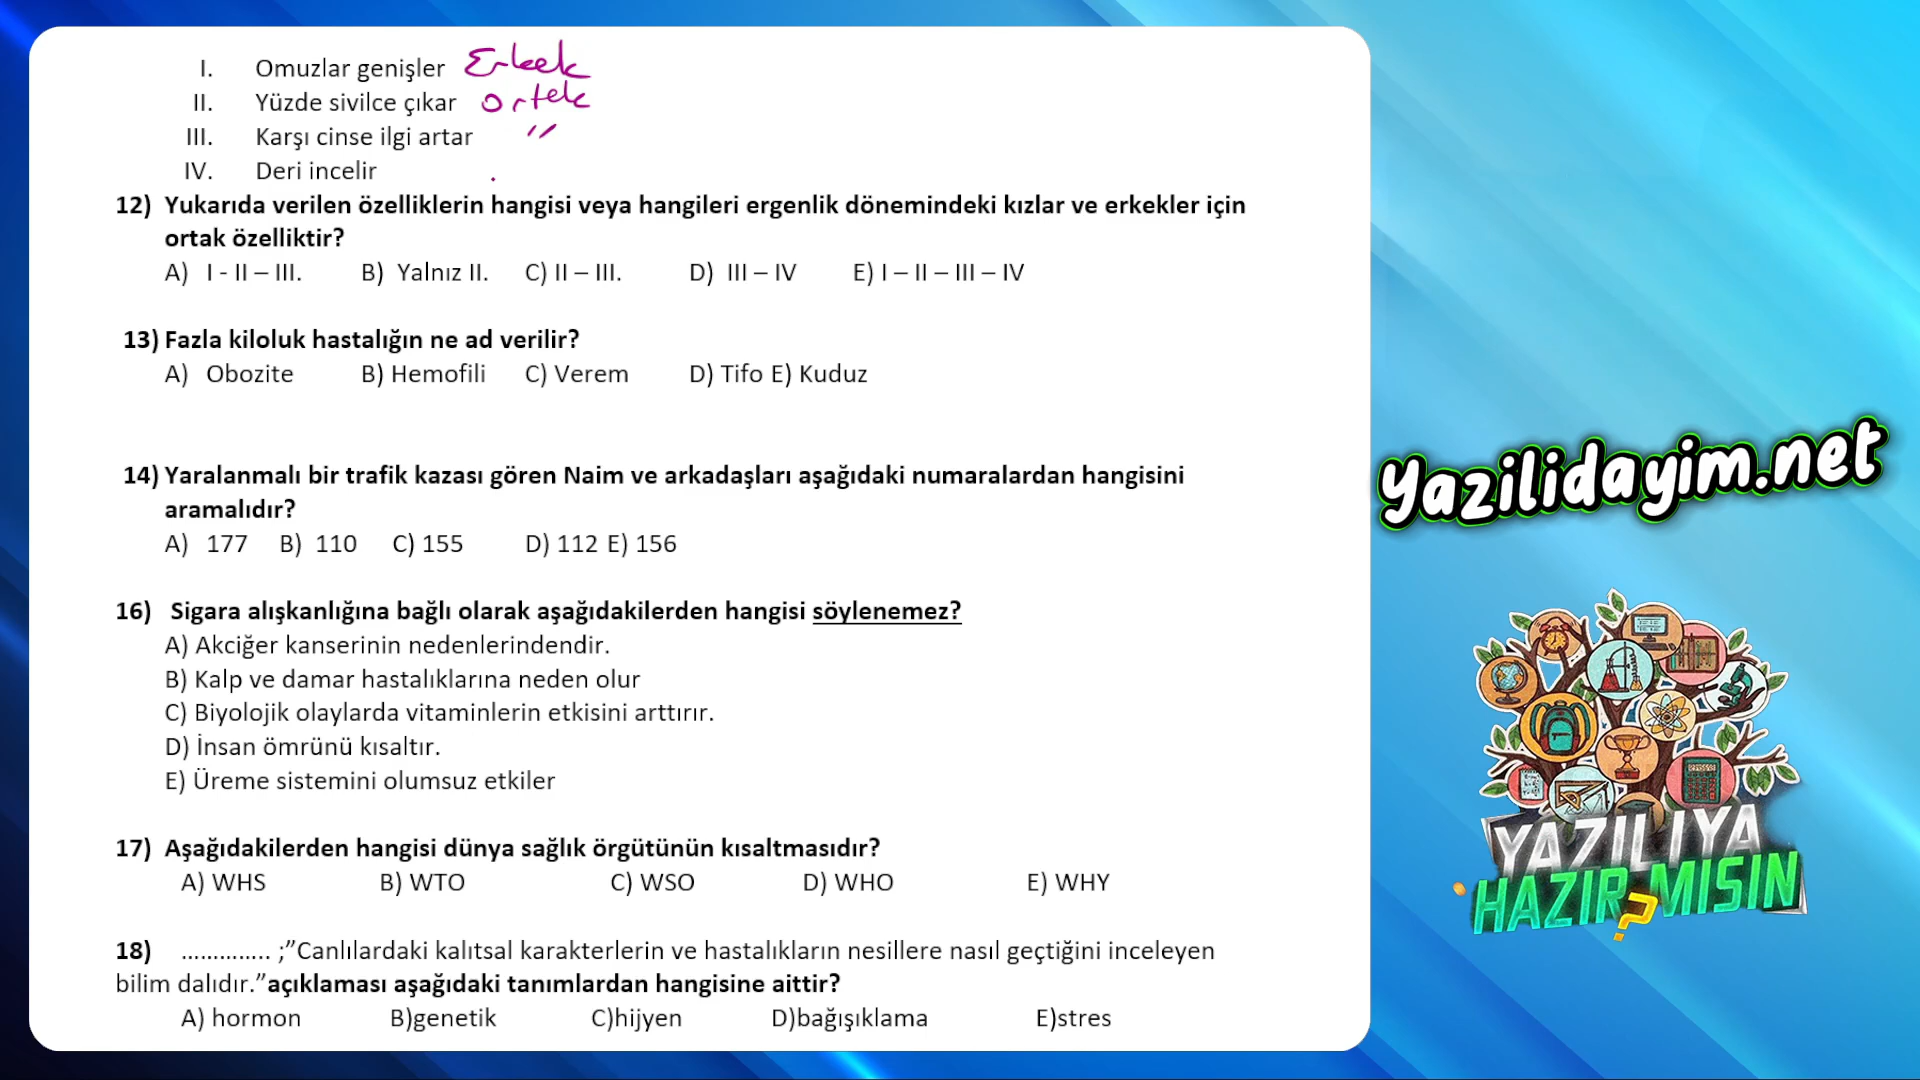 I. Omuzlar genişler Erkek
II. Yüzde sivilce çıkar ortak
III. Karşı cinse ilgi artar "
IV. Deri incelir
12) Yukarıda verilen özelliklerin hangisi veya hangileri ergenlik dönemindeki kızlar ve erkekler için
ortak özelliktir?
A) I - II – III. B) Yalnız II. C) II – III. D) III – IV E) I – II – III – IV
13) Fazla kiloluk hastalığın ne ad verilir?
A) Obozite B) Hemofili C) Verem D) Tifo E) Kuduz
14) Yaralanmalı bir trafik kazası gören Naim ve arkadaşları aşağıdaki numaralardan hangisini
aramalıdır?
A) 177 B) 110 C) 155 D) 112 E) 156
16) Sigara alışkanlığına bağlı olarak aşağıdakilerden hangisi söylenemez?
A) Akciğer kanserinin nedenlerindendir.
B) Kalp ve damar hastalıklarına neden olur
C) Biyolojik olaylarda vitaminlerin etkisini arttırır.
D) İnsan ömrünü kısaltır.
E) Üreme sistemini olumsuz etkiler
17) Aşağıdakilerden hangisi dünya sağlık örgütünün kısaltmasıdır?
A) WHS B) WTO C) WSO D) WHO E) WHY
18) ………….. ;”Canlılardaki kalıtsal karakterlerin ve hastalıkların nesillere nasıl geçtiğini inceleyen
bilim dalıdır.”açıklaması aşağıdaki tanımlardan hangisine aittir?
A) hormon B)genetik C)hijyen D)bağışıklama E)stres
Yazilidayim.net
YAZILIYA
HAZIR MISIN ?